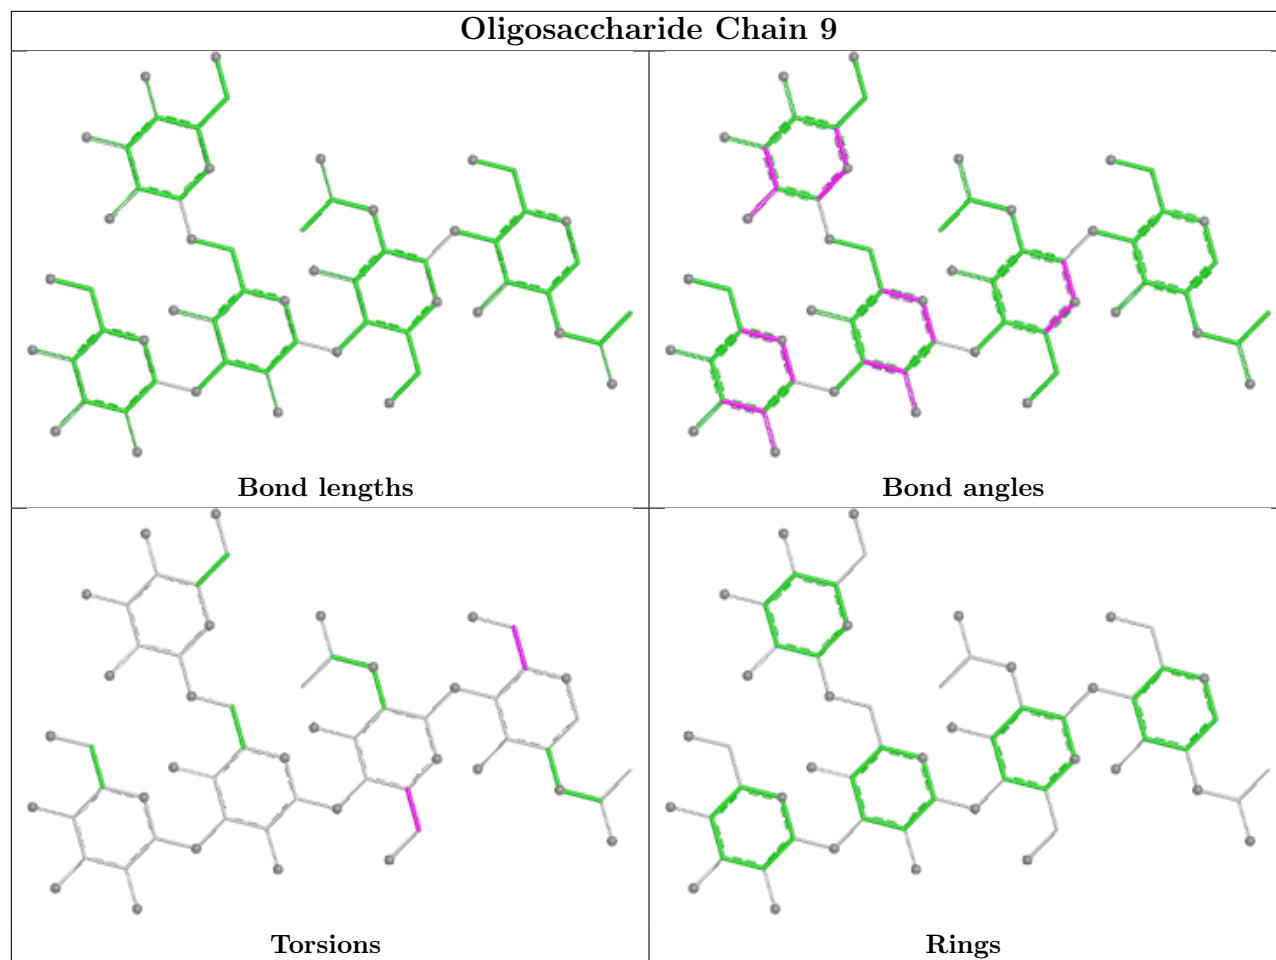 Oligosaccharide Chain 9
Bond lengths
Bond angles
Torsions
Rings